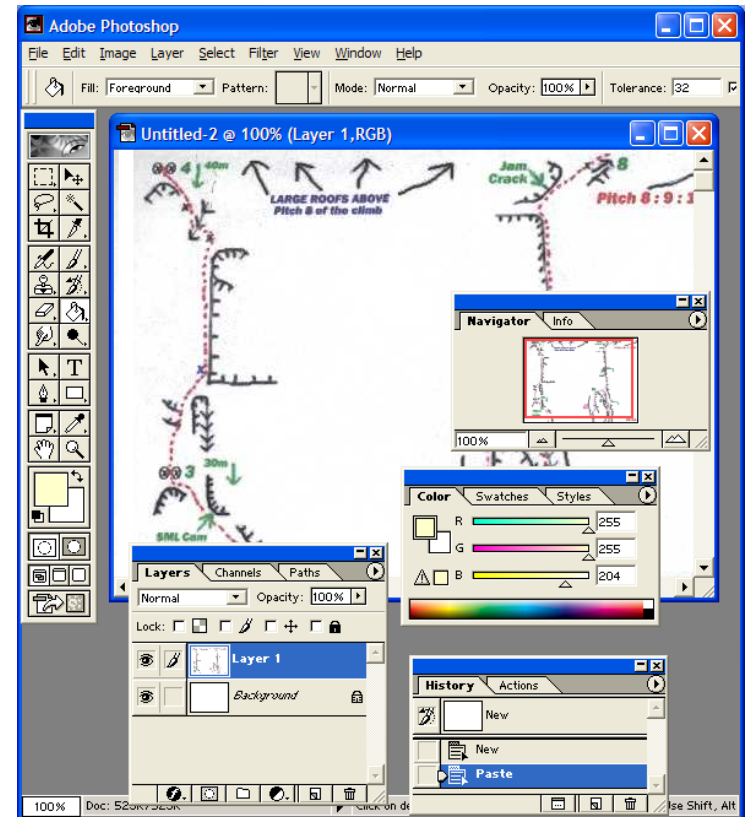 Adobe Photoshop
File Edit Image Layer Select Filter View Window Help
Fill: Foreground Pattern: Mode: Normal Opacity: 100% Tolerance: 32
Untitled-2 @ 100% (Layer 1,RGB)
4 40m
LARGE ROOFS ABOVE
Pitch 8 of the climb
Jam
Crack
8
Pitch 8 : 9 : 1
Navigator Info
100%
3 30m
SML Cam
Color Swatches Styles
R 255
G 255
B 204
Layers Channels Paths
Normal Opacity: 100%
Lock:
Layer 1
Background
History Actions
New
New
Paste
100% Doc: Click on Use Shift, Alt